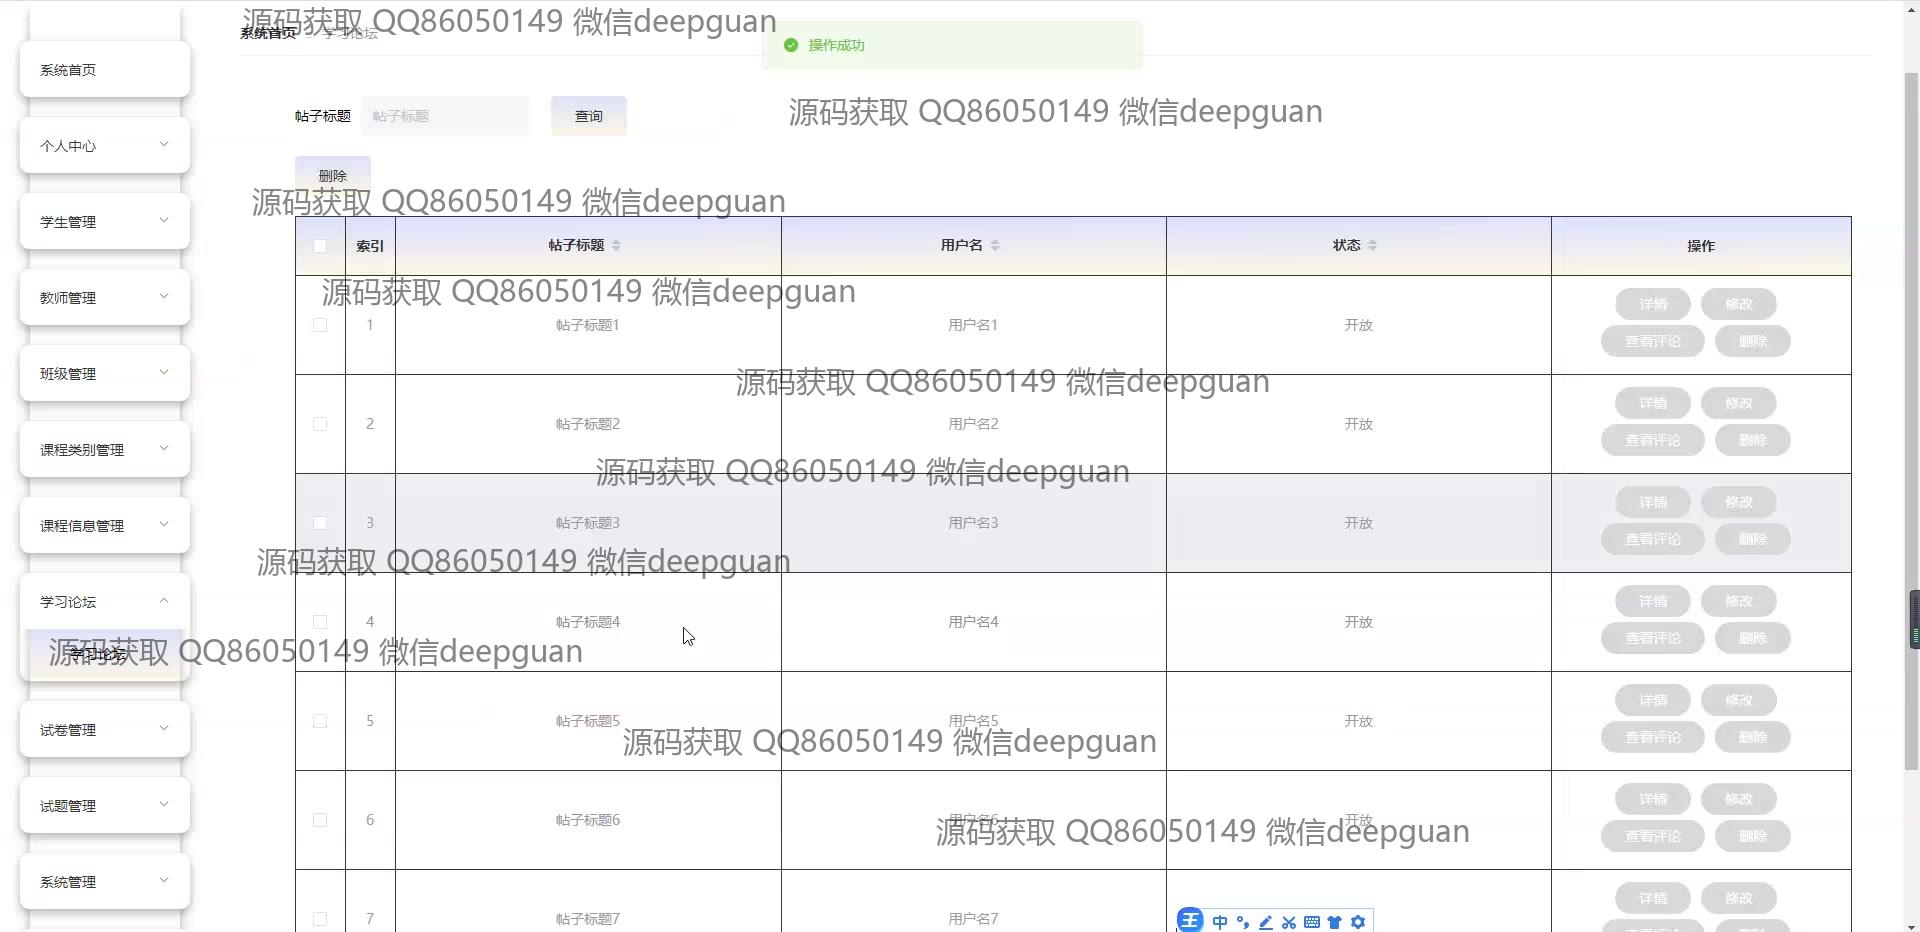 源码获取 QQ86050149 微信deepguan
系统首页 学习论坛
操作成功
系统首页
个人中心
学生管理
教师管理
班级管理
课程类别管理
课程信息管理
学习论坛
学习论坛
试卷管理
试题管理
系统管理
帖子标题 帖子标题 查询
源码获取 QQ86050149 微信deepguan
删除
源码获取 QQ86050149 微信deepguan
索引 帖子标题 用户名 状态 操作
源码获取 QQ86050149 微信deepguan
1 帖子标题1 用户名1 开放 详情 修改
查看评论 删除
源码获取 QQ86050149 微信deepguan
2 帖子标题2 用户名2 开放 详情 修改
查看评论 删除
源码获取 QQ86050149 微信deepguan
3 帖子标题3 用户名3 开放 详情 修改
查看评论 删除
源码获取 QQ86050149 微信deepguan
4 帖子标题4 用户名4 开放 详情 修改
查看评论 删除
源码获取 QQ86050149 微信deepguan
5 帖子标题5 用户名5 开放 详情 修改
查看评论 删除
源码获取 QQ86050149 微信deepguan
6 帖子标题6 用户名6 开放 详情 修改
查看评论 删除
源码获取 QQ86050149 微信deepguan
7 帖子标题7 用户名7 详情 修改
王 中